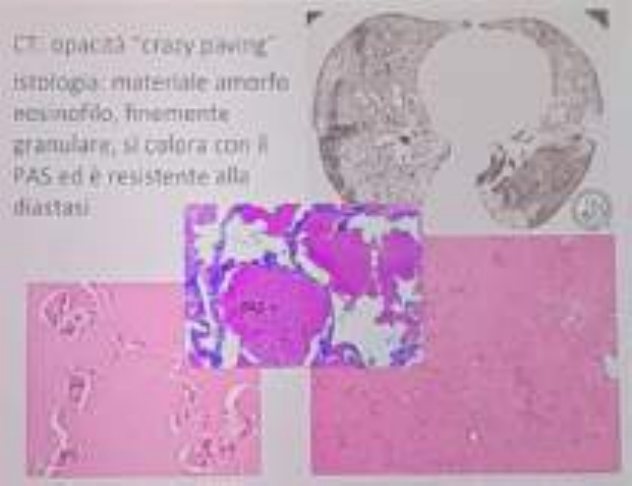 CT: opacità "crazy paving"
istologia: materiale amorfo
eosinofilo, finemente
granulare, si colora con il
PAS ed è resistente alla
diastasi
PAS +